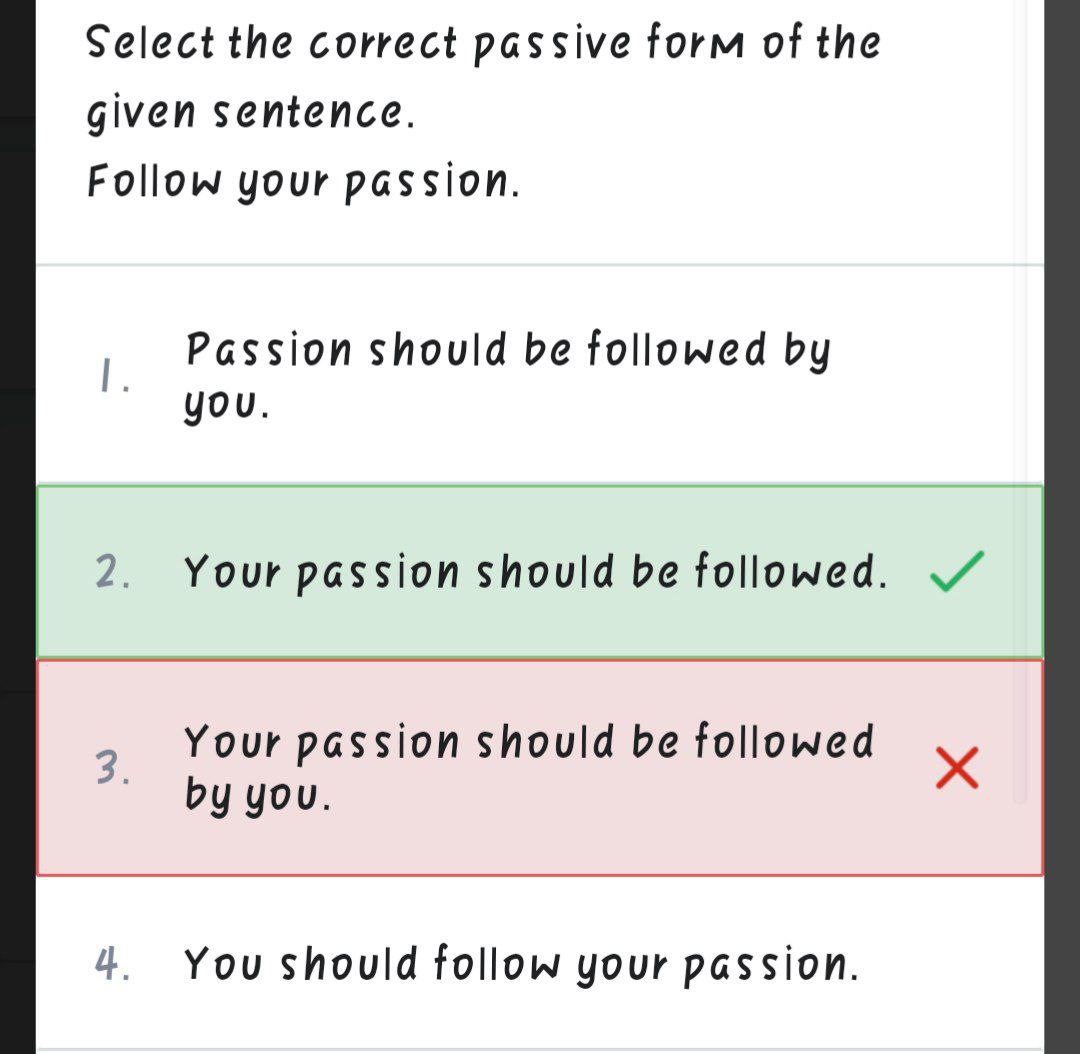 Select the correct passive form of the
given sentence.
Follow your passion.
1. Passion should be followed by
you.
2. Your passion should be followed.
3. Your passion should be followed
by you.
4. You should follow your passion.